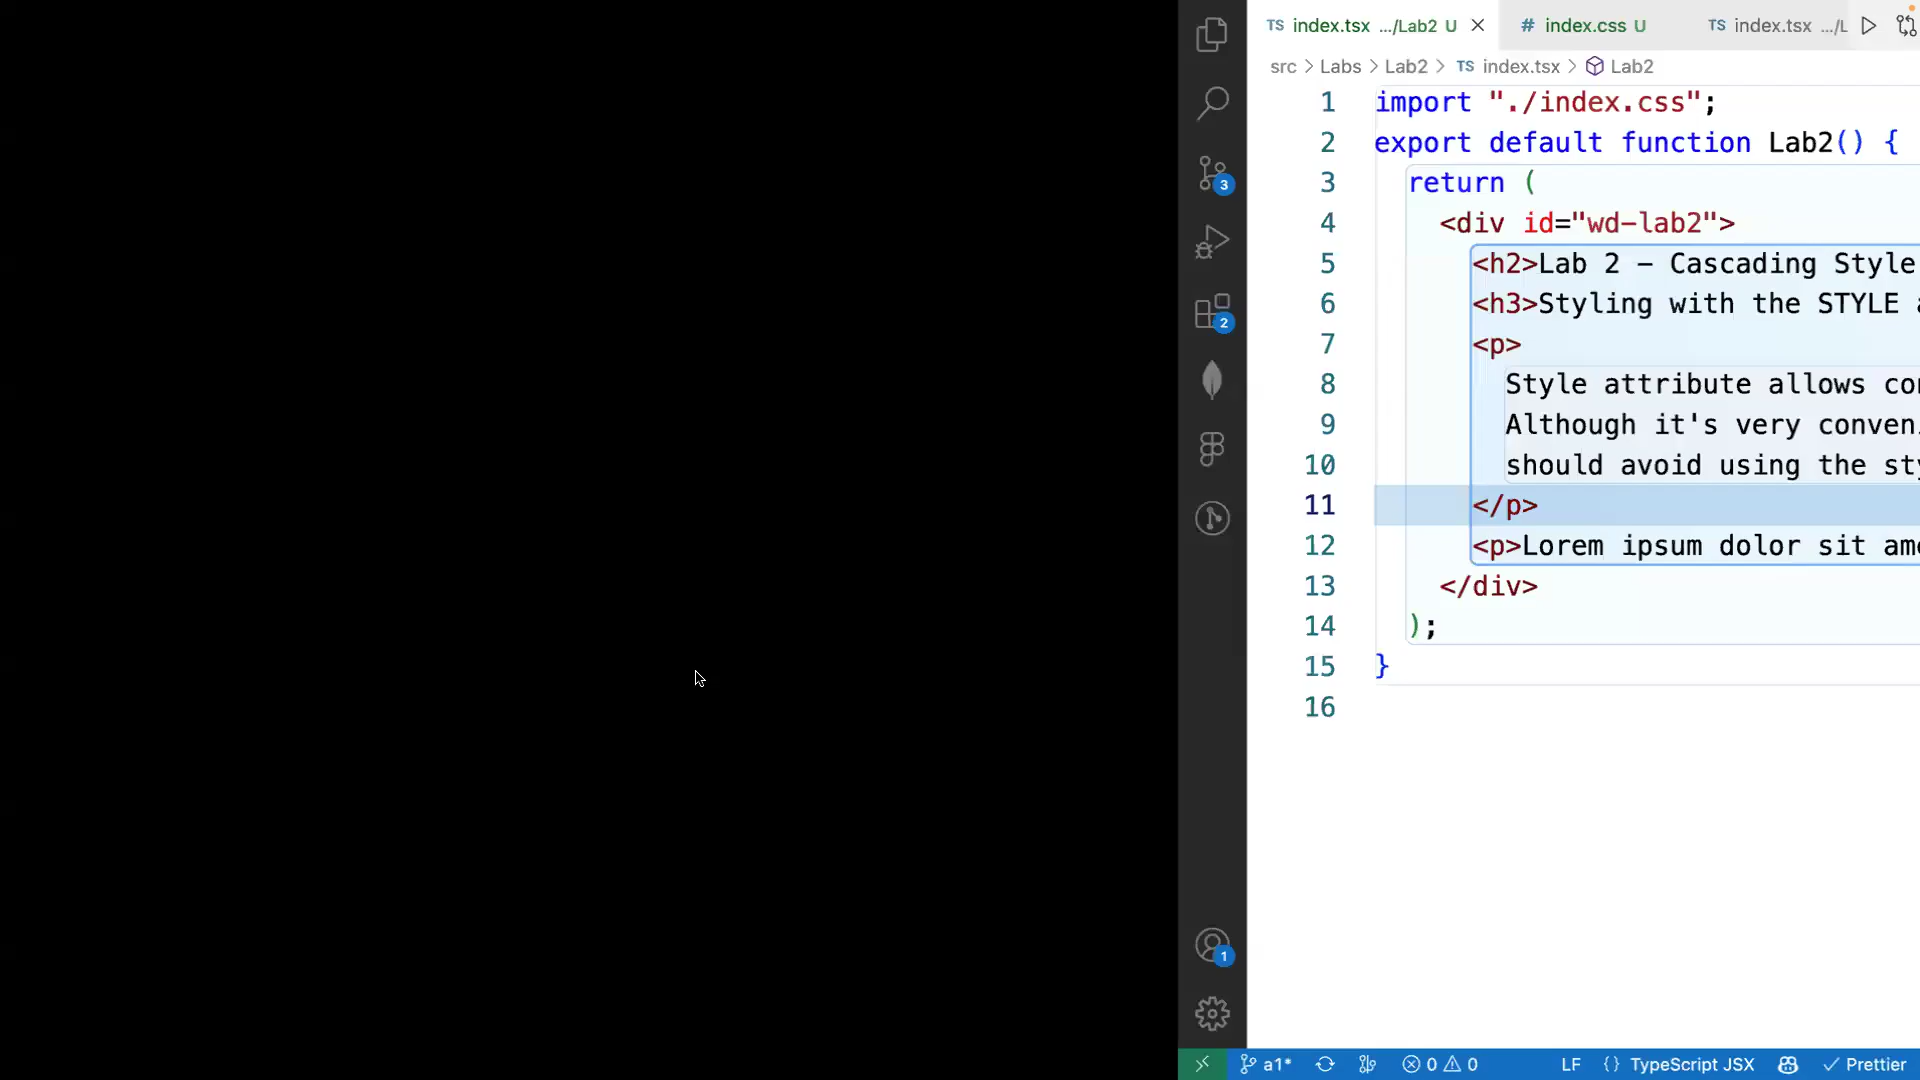 TS index.tsx .../Lab2 U
# index.css U
TS index.tsx .../L
src > Labs > Lab2 > TS index.tsx > Lab2
1 import "./index.css";
2 export default function Lab2() {
3 return (
4 <div id="wd-lab2">
5 <h2>Lab 2 - Cascading Style
6 <h3>Styling with the STYLE
7 <p>
8 Style attribute allows
9 Although it's very
10 should avoid using the
11 </p>
12 <p>Lorem ipsum dolor sit
13 </div>
14 );
15 }
16
3
2
1
a1* 0 0 LF {} TypeScript JSX Prettier